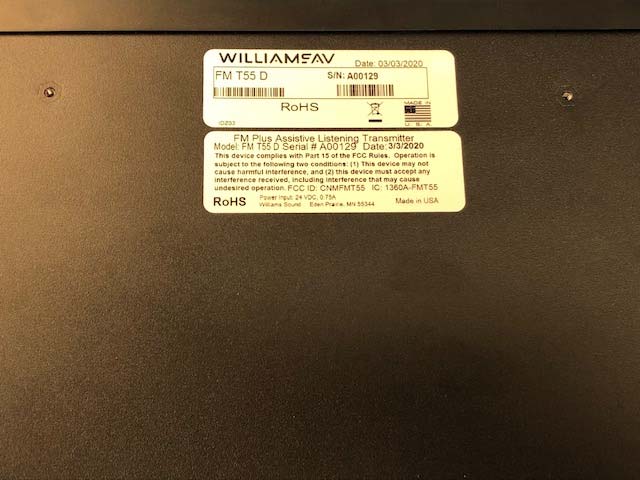 WILLIAMSAV
Date: 03/03/2020
FM T55 D
S/N: A00129
RoHS
MADE IN
U.S.A.
ID203
FM Plus Assistive Listening Transmitter
Model: FM T55 D Serial # A00129 Date: 3/3/2020
This device complies with Part 15 of the FCC Rules. Operation is
subject to the following two conditions: (1) This device may not
cause harmful interference, and (2) this device must accept any
interference received, including interference that may cause
undesired operation. FCC ID: CNMFMT55 IC: 1360A-FMT55
RoHS
Power Input: 24 VDC, 0.75A
Williams Sound Eden Prairie, MN 55344
Made in USA